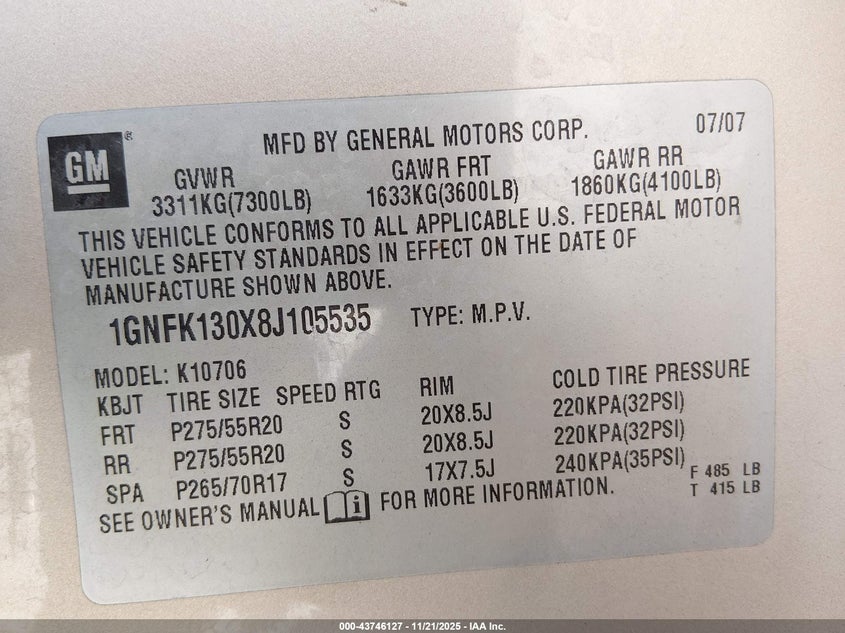 GM
®
MFD BY GENERAL MOTORS CORP. 07/07
GVWR GAWR FRT GAWR RR
3311KG(7300LB) 1633KG(3600LB) 1860KG(4100LB)
THIS VEHICLE CONFORMS TO ALL APPLICABLE U.S. FEDERAL MOTOR
VEHICLE SAFETY STANDARDS IN EFFECT ON THE DATE OF
MANUFACTURE SHOWN ABOVE.
1GNFK130X8J105535 TYPE: M.P.V.
MODEL: K10706
KBJT TIRE SIZE SPEED RTG RIM COLD TIRE PRESSURE
FRT P275/55R20 S 20X8.5J 220KPA(32PSI)
RR P275/55R20 S 20X8.5J 220KPA(32PSI)
SPA P265/70R17 S 17X7.5J 240KPA(35PSI)
F 485 LB
T 415 LB
SEE OWNER'S MANUAL i FOR MORE INFORMATION.
000-43746127 - 11/21/2025 - IAA Inc.